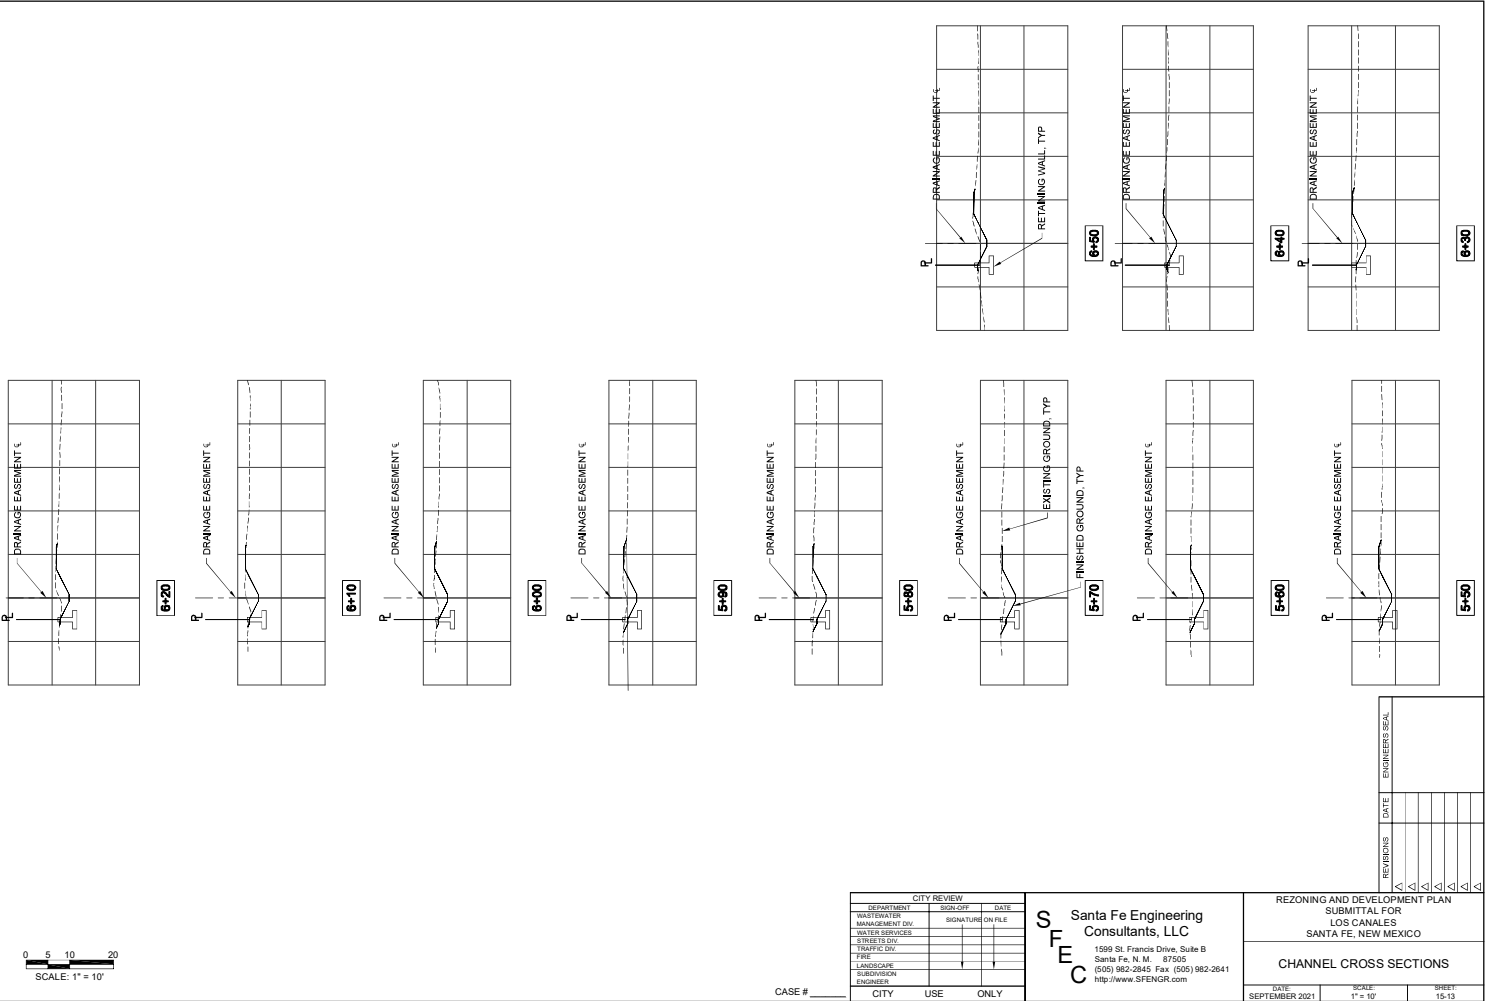 DRAINAGE EASEMENT ℄
RETAINING WALL, TYP
PL
6+50
DRAINAGE EASEMENT ℄
PL
6+40
DRAINAGE EASEMENT ℄
PL
6+30
DRAINAGE EASEMENT ℄
PL
6+20
DRAINAGE EASEMENT ℄
PL
6+10
DRAINAGE EASEMENT ℄
PL
6+00
DRAINAGE EASEMENT ℄
PL
5+90
DRAINAGE EASEMENT ℄
PL
5+80
DRAINAGE EASEMENT ℄
EXISTING GROUND, TYP
FINISHED GROUND, TYP
PL
5+70
DRAINAGE EASEMENT ℄
PL
5+60
DRAINAGE EASEMENT ℄
PL
5+50
ENGINEERS SEAL
DATE
REVISIONS
0 5 10 20
SCALE: 1" = 10'
CASE # ______
CITY REVIEW
DEPARTMENT SIGN-OFF DATE
WASTEWATER
MANAGEMENT DIV.
SIGNATURE ON FILE
WATER SERVICES
STREETS DIV.
TRAFFIC DIV.
FIRE
LANDSCAPE
SUBDIVISION
ENGINEER
CITY USE ONLY
SFEC
Santa Fe Engineering
Consultants, LLC
1599 St. Francis Drive, Suite B
Santa Fe, N. M. 87505
(505) 982-2845 Fax (505) 982-2641
http://www.SFENGR.com
REZONING AND DEVELOPMENT PLAN
SUBMITTAL FOR
LOS CANALES
SANTA FE, NEW MEXICO
CHANNEL CROSS SECTIONS
DATE:
SEPTEMBER 2021
SCALE:
1" = 10'
SHEET:
15-13